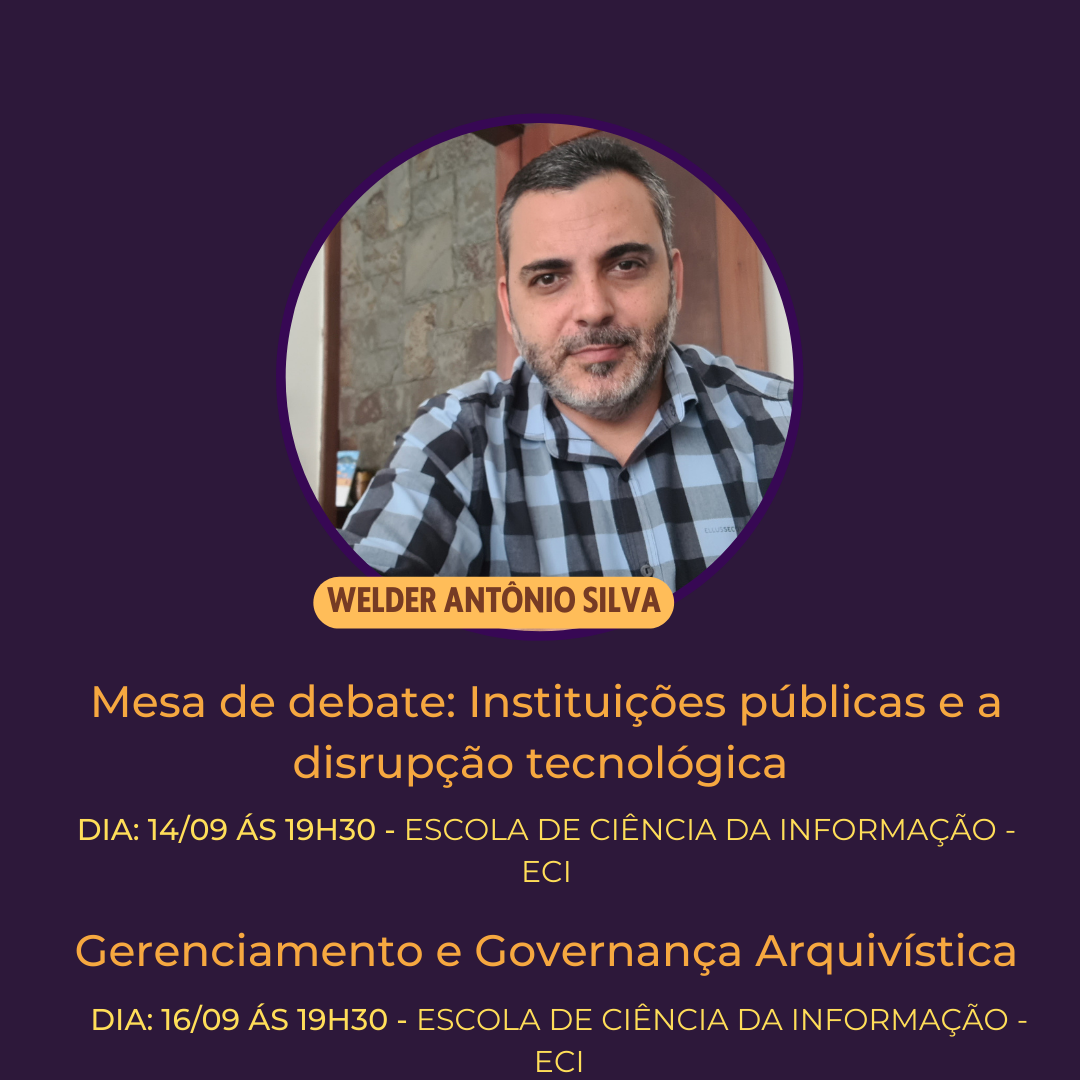 WELDER ANTÔNIO SILVA
Mesa de debate: Instituições públicas e a
disrupção tecnológica
DIA: 14/09 ÁS 19H30 - ESCOLA DE CIÊNCIA DA INFORMAÇÃO -
ECI
Gerenciamento e Governança Arquivística
DIA: 16/09 ÁS 19H30 - ESCOLA DE CIÊNCIA DA INFORMAÇÃO -
ECI